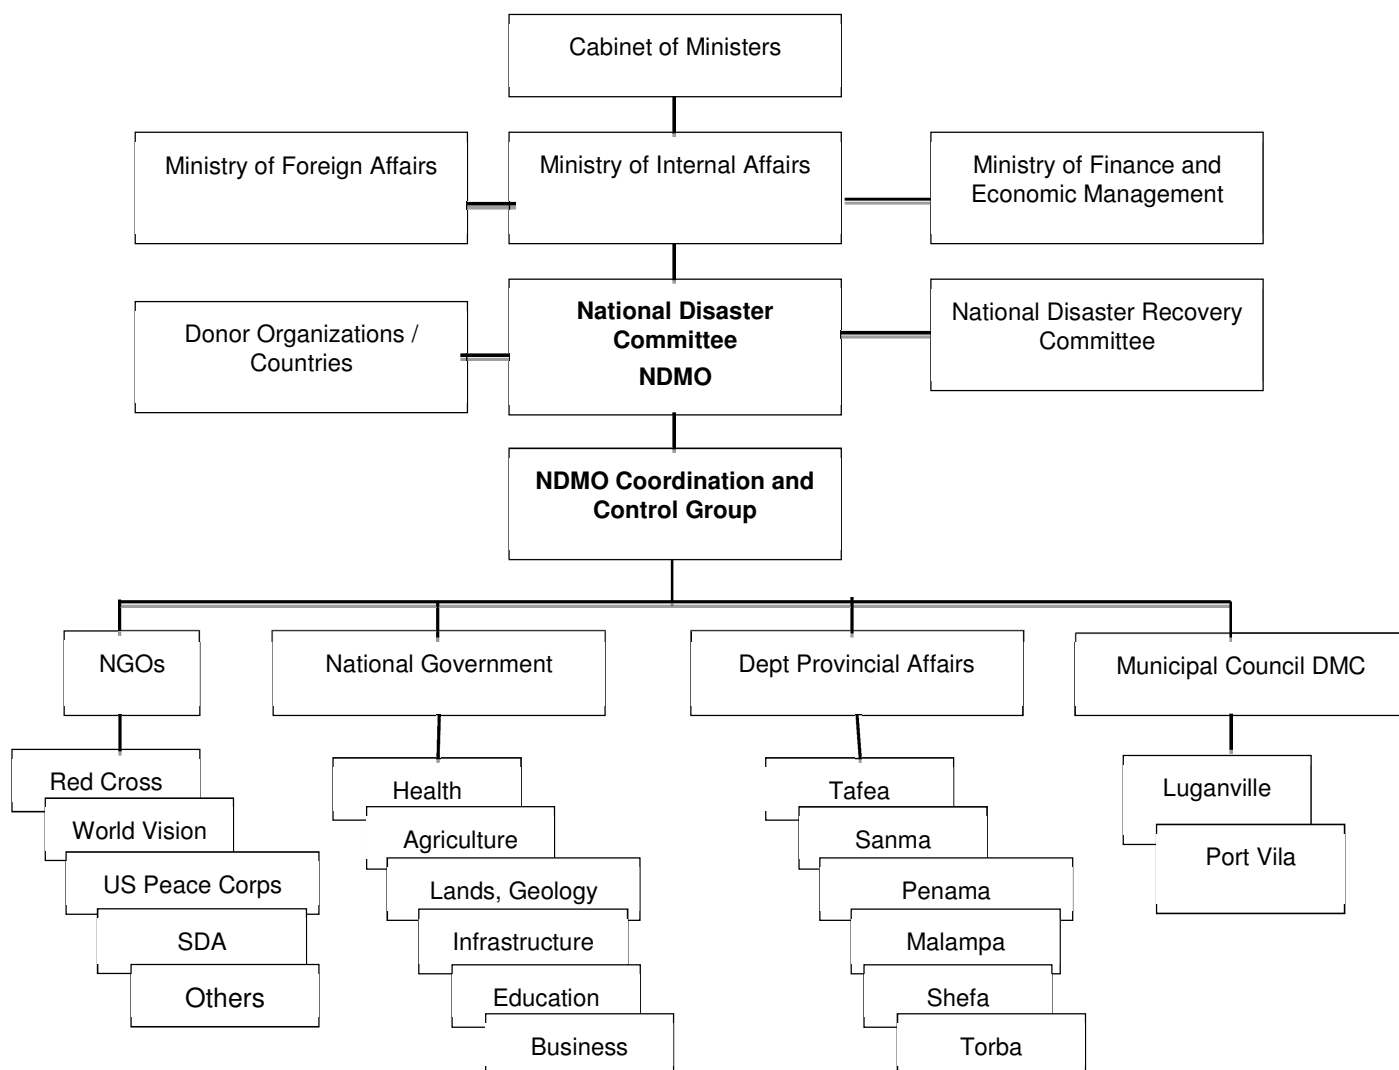 Cabinet of Ministers
Ministry of Foreign Affairs
Ministry of Internal Affairs
Ministry of Finance and
Economic Management
Donor Organizations /
Countries
National Disaster
Committee
NDMO
National Disaster Recovery
Committee
NDMO Coordination and
Control Group
NGOs
National Government
Dept Provincial Affairs
Municipal Council DMC
Red Cross
World Vision
US Peace Corps
SDA
Others
Health
Agriculture
Lands, Geology
Infrastructure
Education
Business
Tafea
Sanma
Penama
Malampa
Shefa
Torba
Luganville
Port Vila